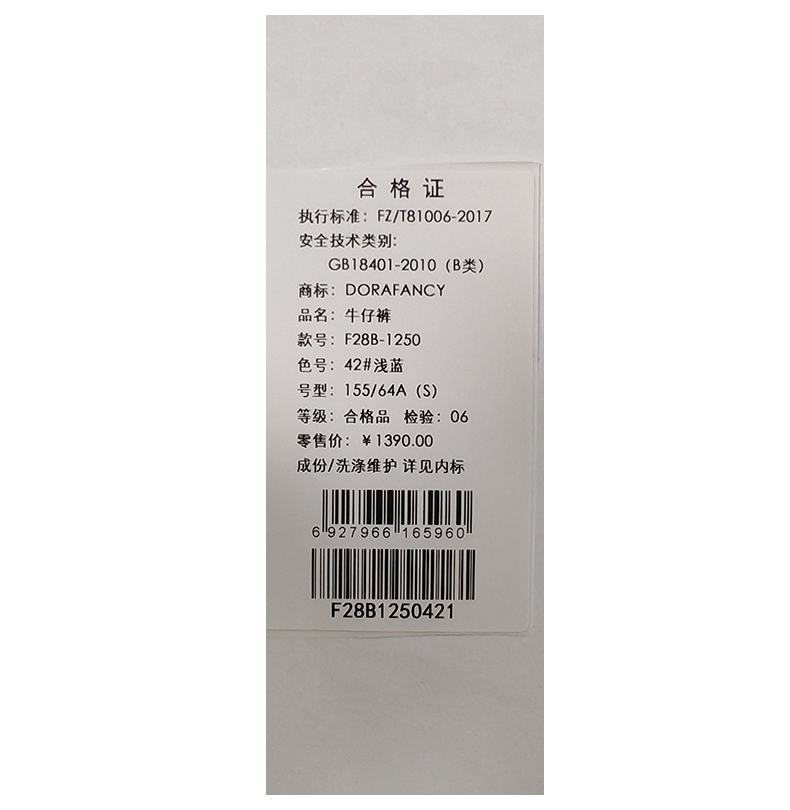 合格证
执行标准：FZ/T81006-2017
安全技术类别：
GB18401-2010（B类）
商标：DORAFANCY
品名：牛仔裤
款号：F28B-1250
色号：42#浅蓝
号型：155/64A（S）
等级：合格品 检验：06
零售价：￥1390.00
成份/洗涤维护 详见内标
6 927966 165960
F28B1250421